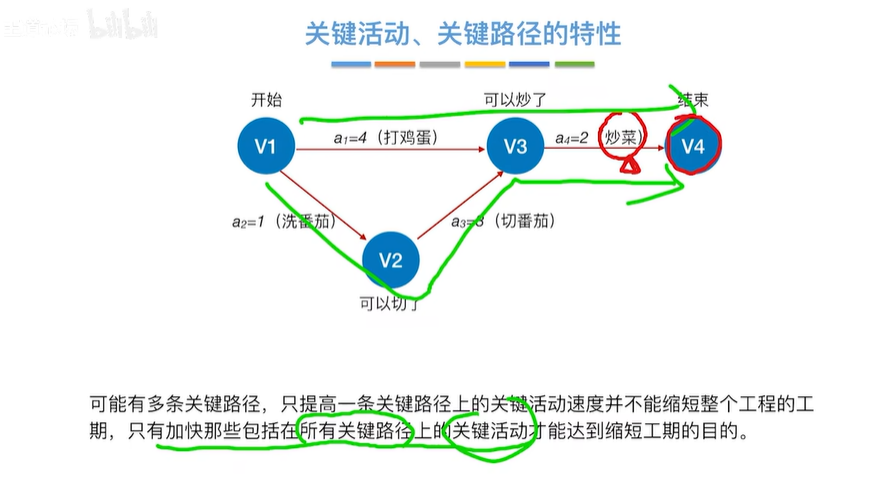 bilibili
关键活动、关键路径的特性
开始
可以炒了
结束
V1
a₁=4（打鸡蛋）
V3
a₄=2（炒菜）
V4
a₂=1（洗番茄）
a₃=3（切番茄）
V2
可以切了
可能有多条关键路径，只提高一条关键路径上的关键活动速度并不能缩短整个工程的工
期，只有加快那些包括在所有关键路径上的关键活动才能达到缩短工期的目的。